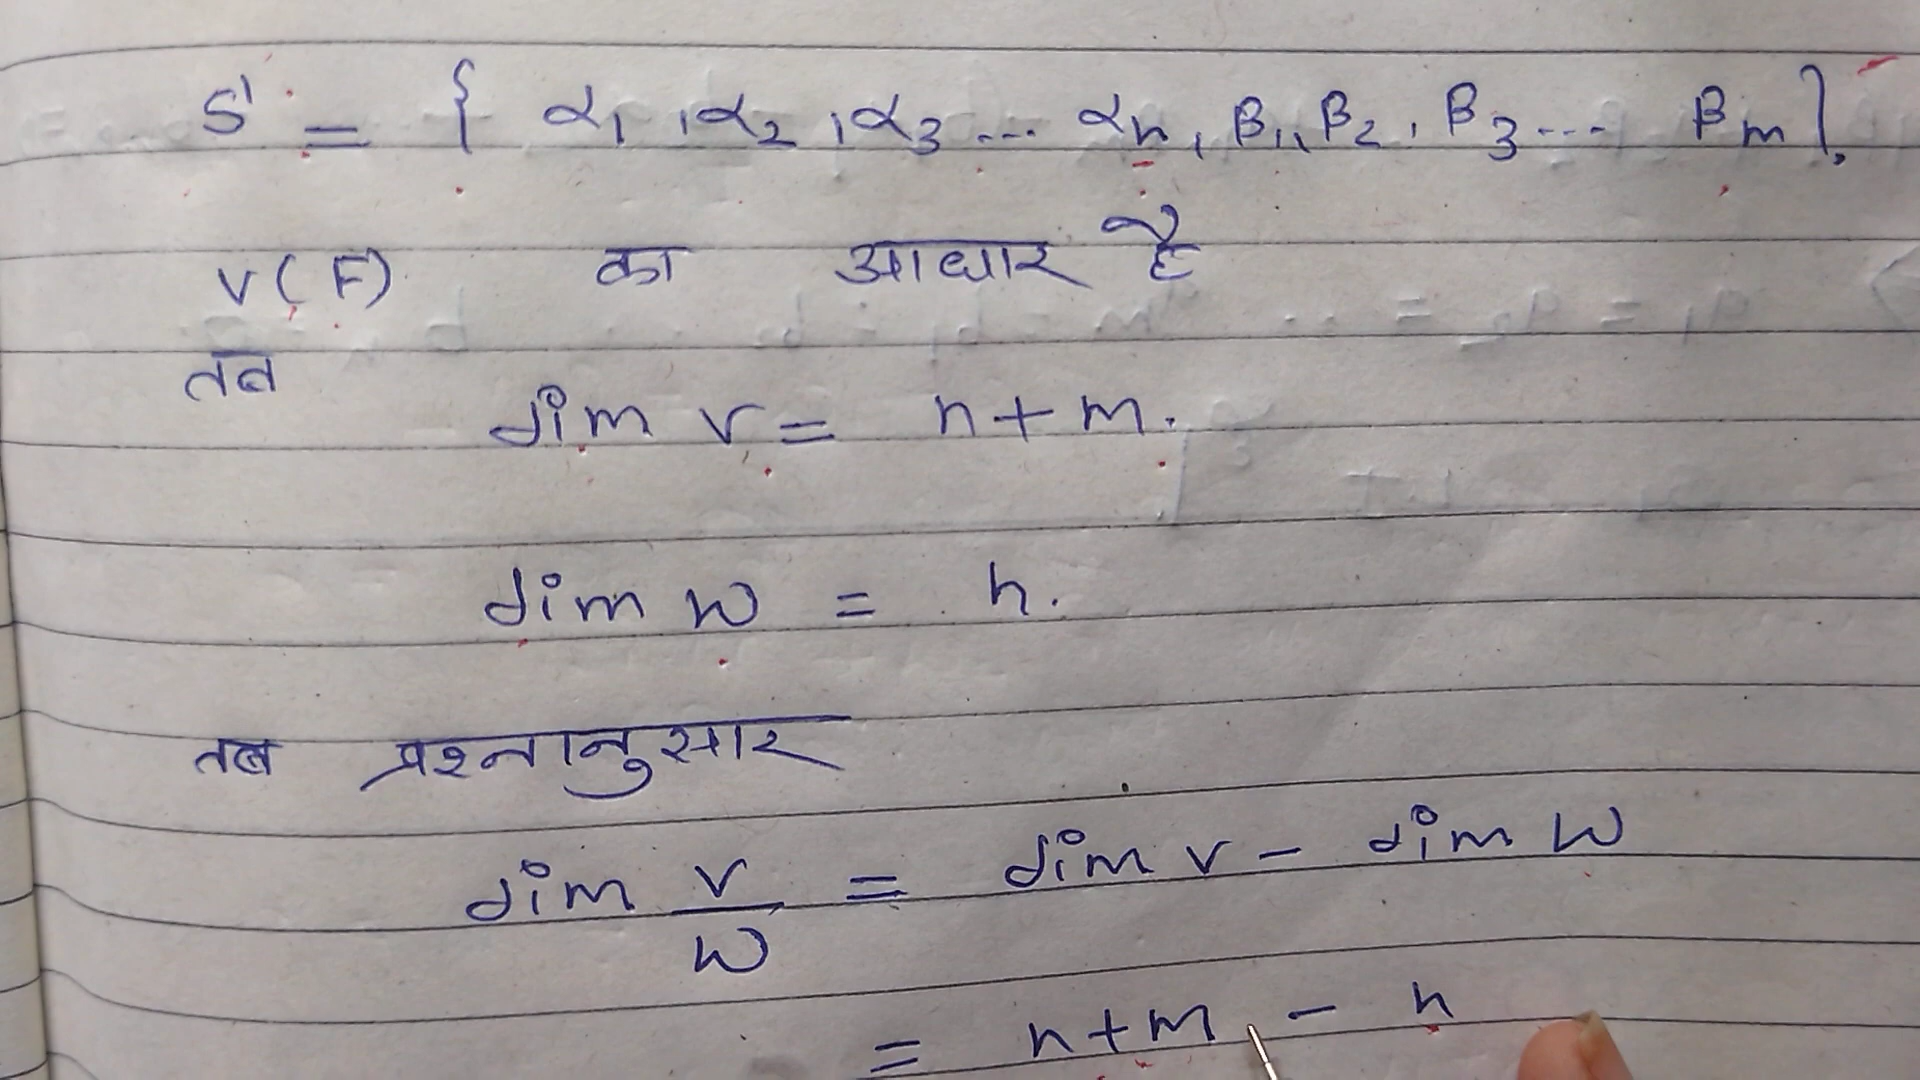 S' = { α1, α2, α3 --- αn, β1, β2, β3 --- βm },
V(F) का आधार है
तब
dim V = n+m.
dim W = n.
तब प्रश्नानुसार
dim V/W = dim V - dim W
= n+m - n